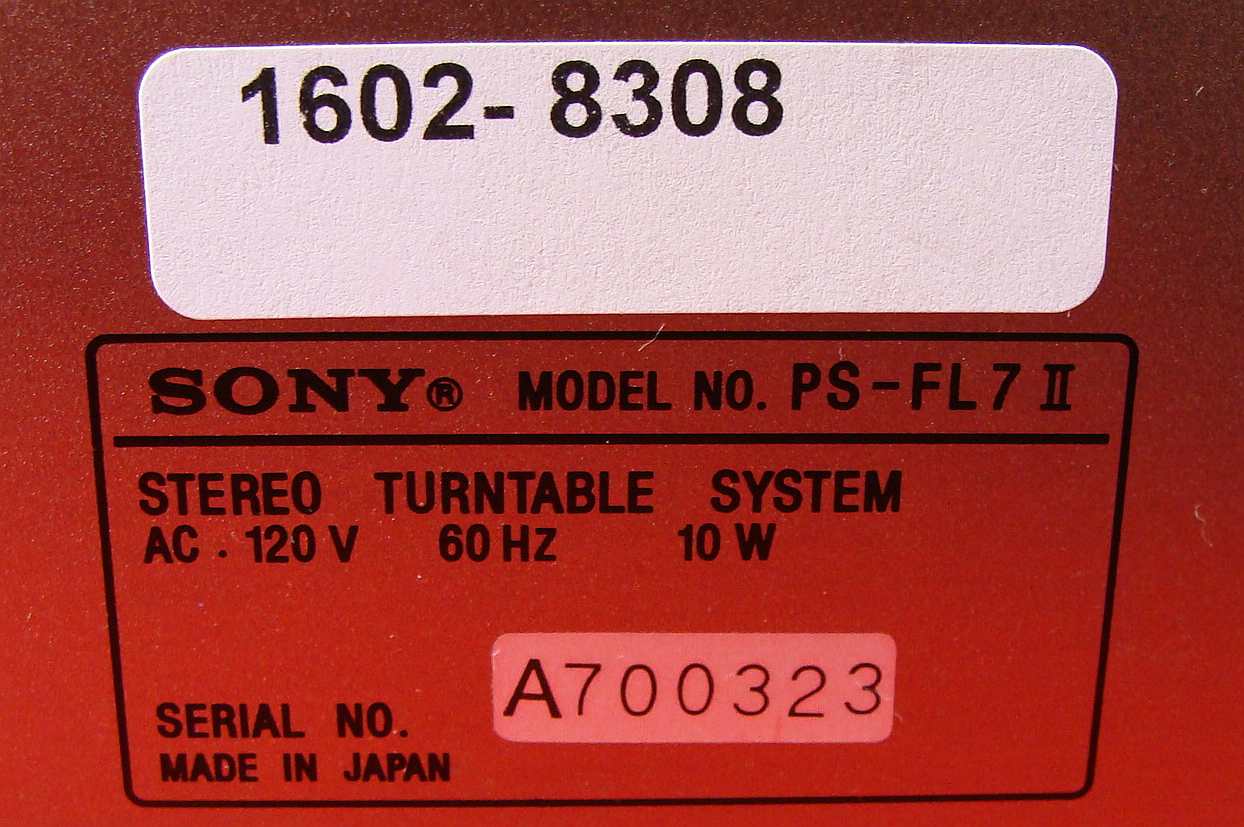 1602- 8308
SONY® MODEL NO. PS-FL7 II
STEREO TURNTABLE SYSTEM
AC . 120 V 60 HZ 10 W
SERIAL NO. A700323
MADE IN JAPAN